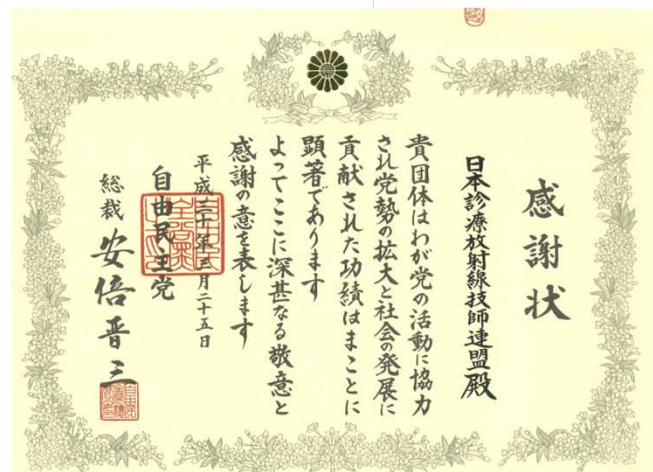 感謝状
日本診療放射線技師連盟殿
貴団体はわが党の活動に協力
され党勢の拡大と社会の発展に
貢献された功績はまことに
顕著であります
よってここに深甚なる敬意と
感謝の意を表します
平成三十年三月二十五日
自由民主党
総裁 安倍晋三